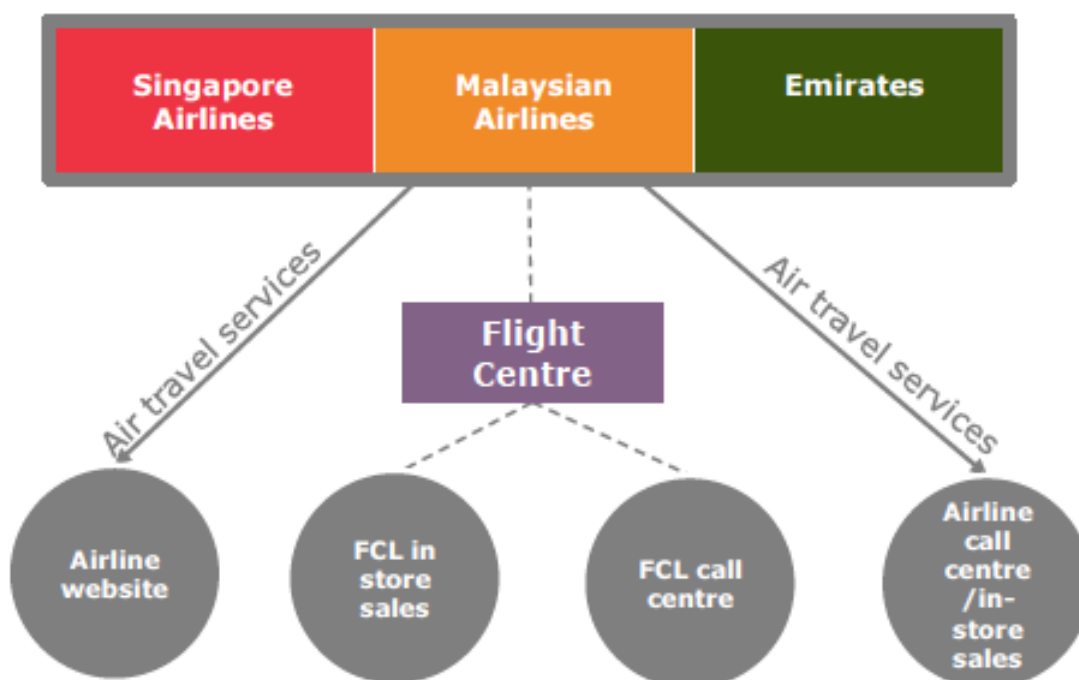 Singapore
Airlines
Malaysian
Airlines
Emirates
Air travel services
Air travel services
Flight
Centre
Airline
website
FCL in
store
sales
FCL call
centre
Airline
call
centre
/in-
store
sales